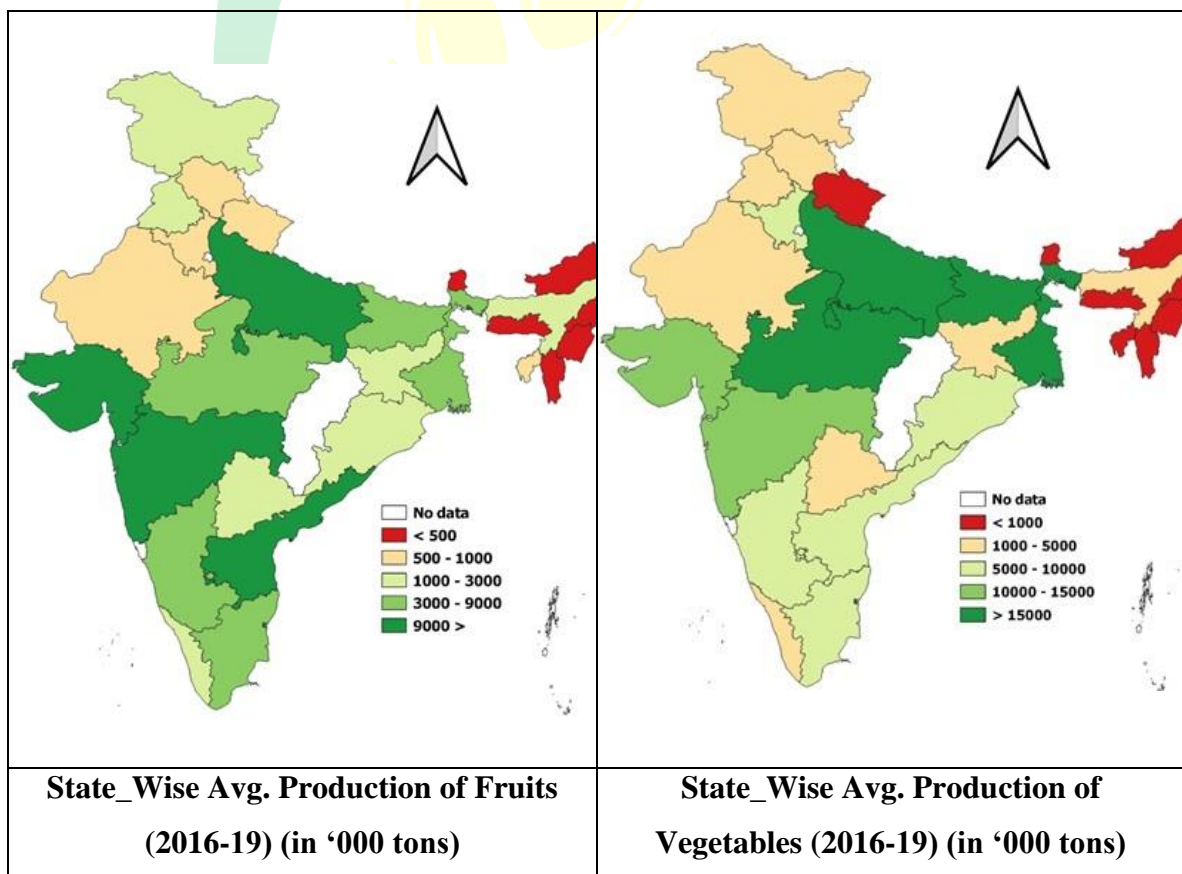 No data
< 500
500 - 1000
1000 - 3000
3000 - 9000
9000 >
No data
< 1000
1000 - 5000
5000 - 10000
10000 - 15000
> 15000
State_Wise Avg. Production of Fruits
(2016-19) (in ‘000 tons)
State_Wise Avg. Production of
Vegetables (2016-19) (in ‘000 tons)